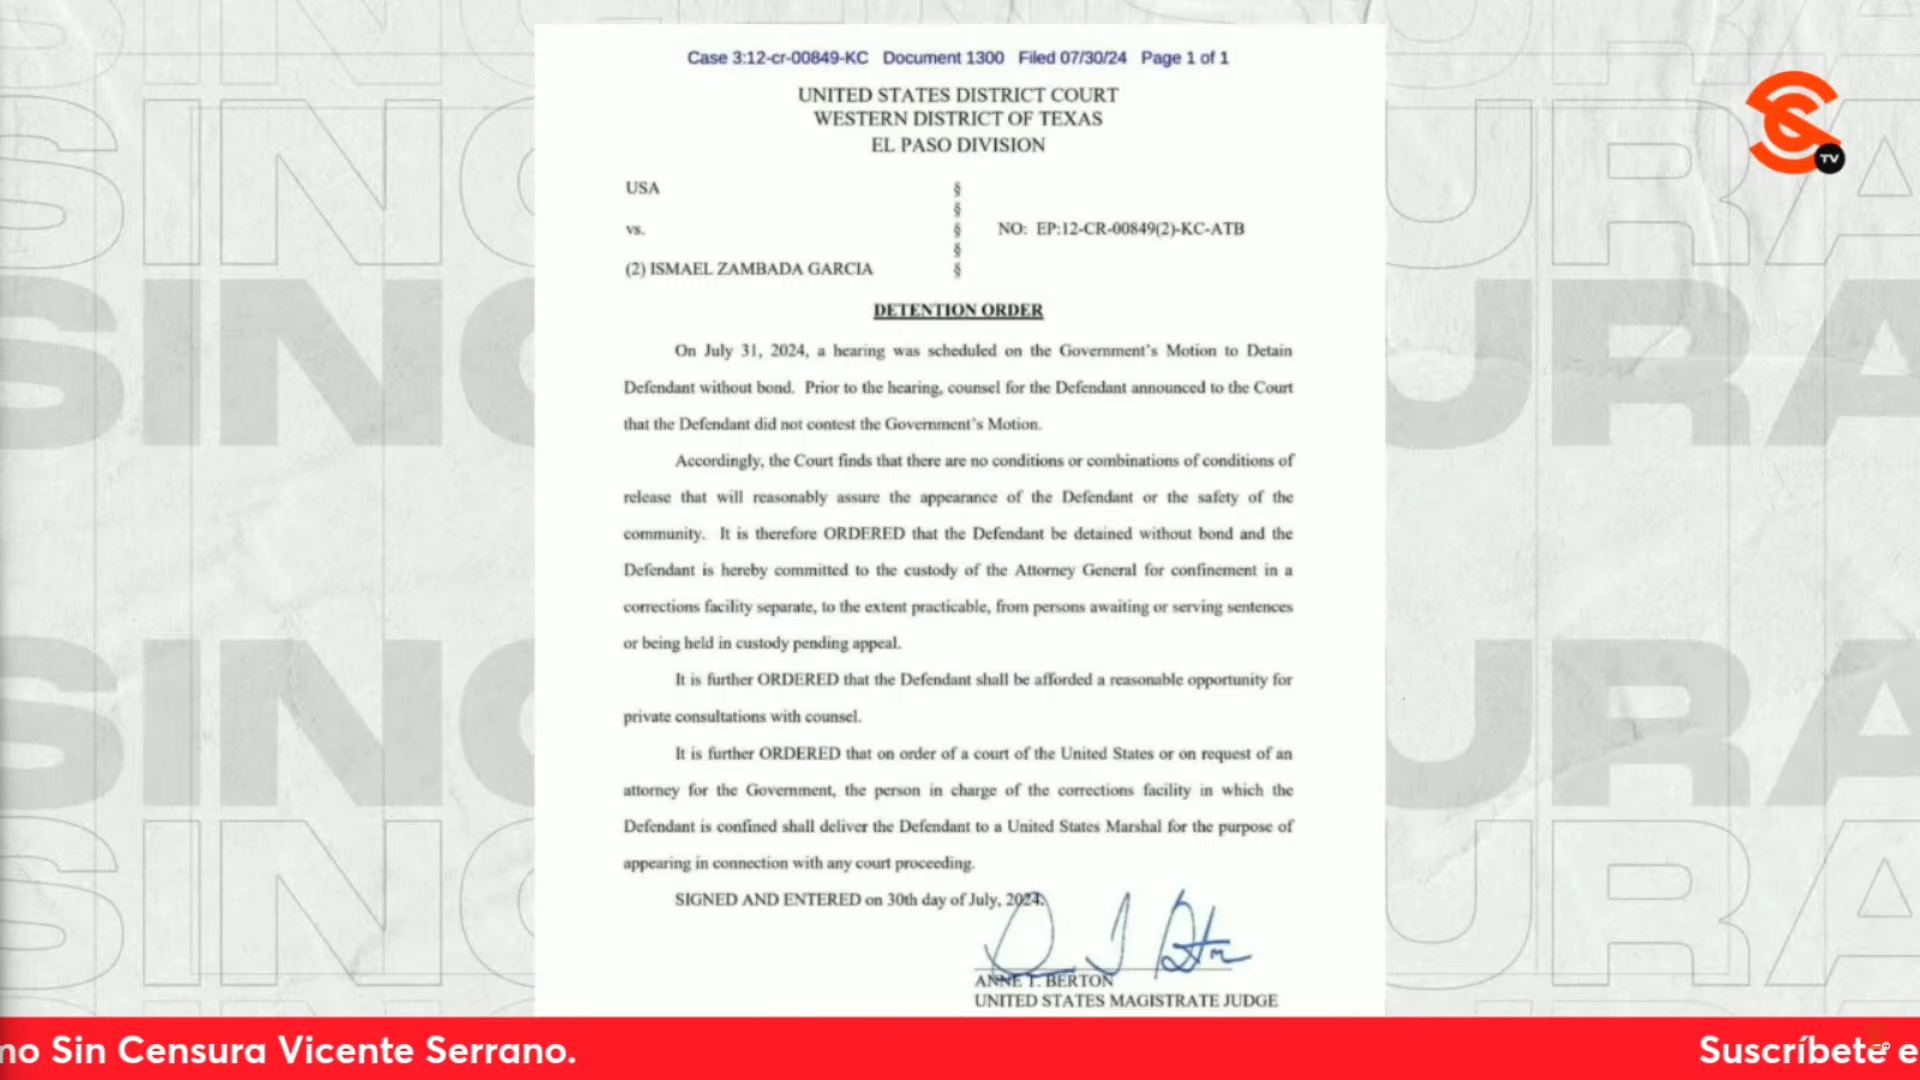 Case 3:12-cr-00849-KC Document 1300 Filed 07/30/24 Page 1 of 1
UNITED STATES DISTRICT COURT
WESTERN DISTRICT OF TEXAS
EL PASO DIVISION
USA §
§
vs. § NO: EP:12-CR-00849(2)-KC-ATB
§
(2) ISMAEL ZAMBADA GARCIA §
DETENTION ORDER
On July 31, 2024, a hearing was scheduled on the Government's Motion to Detain
Defendant without bond. Prior to the hearing, counsel for the Defendant announced to the Court
that the Defendant did not contest the Government's Motion.
Accordingly, the Court finds that there are no conditions or combinations of conditions of
release that will reasonably assure the appearance of the Defendant or the safety of the
community. It is therefore ORDERED that the Defendant be detained without bond and the
Defendant is hereby committed to the custody of the Attorney General for confinement in a
corrections facility separate, to the extent practicable, from persons awaiting or serving sentences
or being held in custody pending appeal.
It is further ORDERED that the Defendant shall be afforded a reasonable opportunity for
private consultations with counsel.
It is further ORDERED that on order of a court of the United States or on request of an
attorney for the Government, the person in charge of the corrections facility in which the
Defendant is confined shall deliver the Defendant to a United States Marshal for the purpose of
appearing in connection with any court proceeding.
SIGNED AND ENTERED on 30th day of July, 2024.
ANNE T. BERTON
UNITED STATES MAGISTRATE JUDGE
TV
SINC URA
SINC URA
SINC URA
SINC URA
mo Sin Censura Vicente Serrano. Suscríbete e